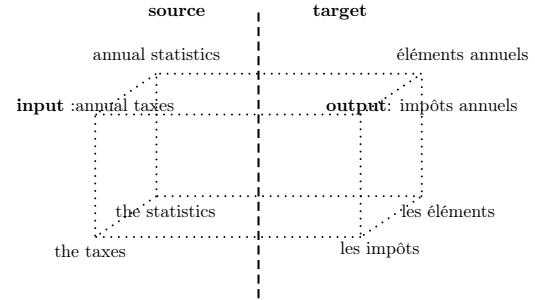 source target
annual statistics éléments annuels
input :annual taxes output: impôts annuels
the statistics les éléments
the taxes les impôts